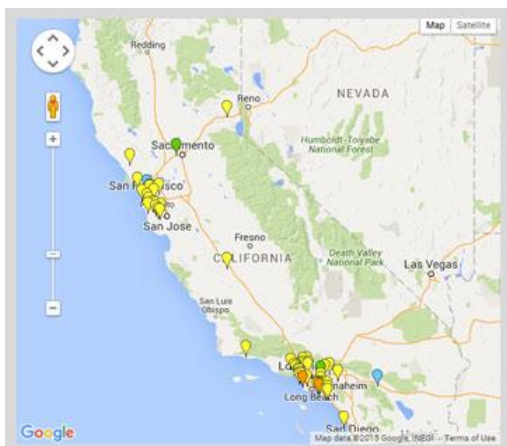 Map
Satellite
Redding
Reno
NEVADA
Humboldt-Toiyabe
National Forest
Sacramento
San Francisco
San Jose
Fresno
Death Valley
National Park
CALIFORNIA
Las Vegas
San Luis
Obispo
Anaheim
Long Beach
San Diego
Google
Map data ©2013 Google, INEGI - Terms of Use